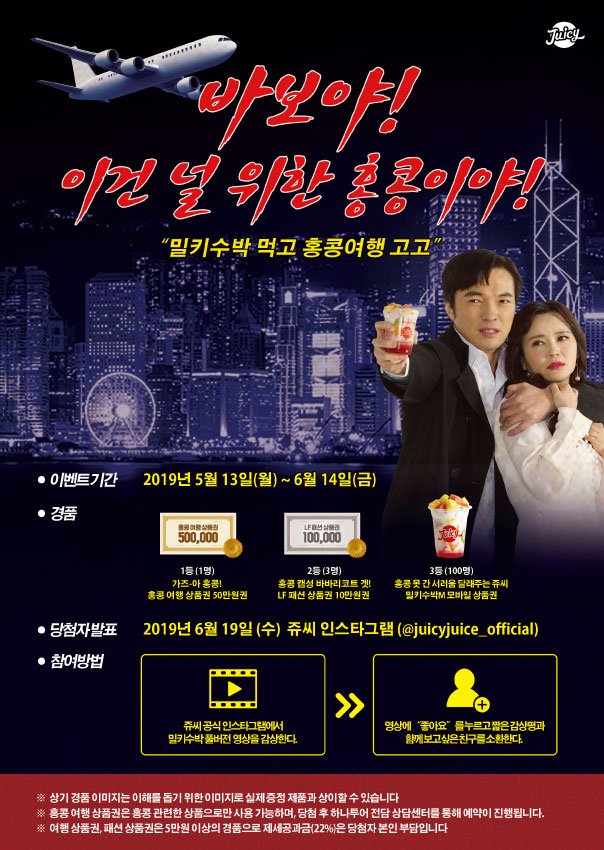 Juicy
바보야!
이건 널 위한 홍콩이야!
“밀키수박 먹고 홍콩여행 고고”
• 이벤트기간 2019년 5월 13일(월) ~ 6월 14일(금)
• 경품
홍콩 여행 상품권
500,000
LF 패션 상품권
100,000
Juicy
1등 (1명)
가즈-아 홍콩!
홍콩 여행 상품권 50만원권
2등 (3명)
홍콩 캠성 바바리코트 겟!
LF 패션 상품권 10만원권
3등 (100명)
홍콩 못 간 서러움 달래주는 쥬씨
밀키수박M 모바일 상품권
• 당첨자발표 2019년 6월 19일 (수) 쥬씨 인스타그램 (@juicyjuice_official)
• 참여방법
쥬씨 공식 인스타그램에서
밀키수박 풀버전 영상을 감상한다.
영상에 “좋아요” 를 누르고 짧은 감상평과
함께 보고싶은 친구를 소환한다.
※ 상기 경품 이미지는 이해를 돕기 위한 이미지로 실제 증정 제품과 상이할 수 있습니다
※ 홍콩 여행 상품권은 홍콩 관련한 상품으로만 사용 가능하며, 당첨 후 하나투어 전담 상담센터를 통해 예약이 진행됩니다.
※ 여행 상품권, 패션 상품권은 5만원 이상의 경품으로 제세공과금(22%)은 당첨자 본인 부담입니다